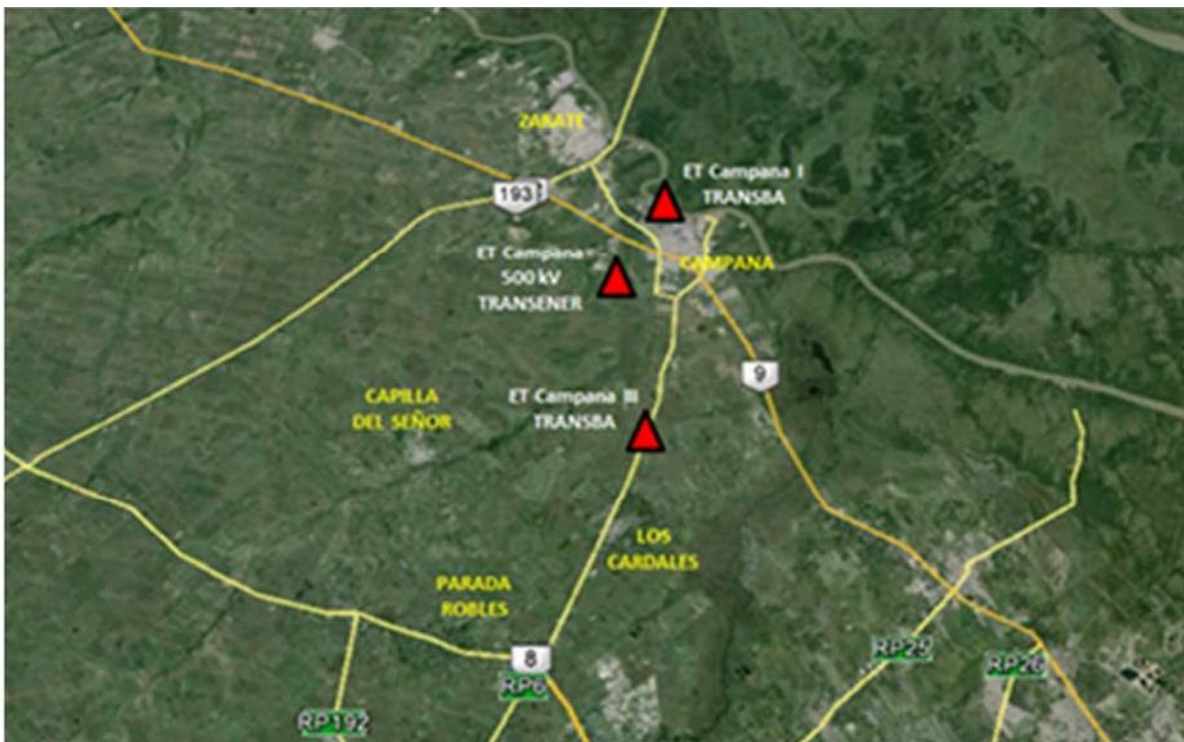 ZARATE
193
ET Campana I
TRANSBA
ET Campana
500 kV
TRANSENER
CAMPANA
9
CAPILLA
DEL SEÑOR
ET Campana III
TRANSBA
LOS
CARDALES
PARADA
ROBLES
8
RP6
RP25
RP26
RP192